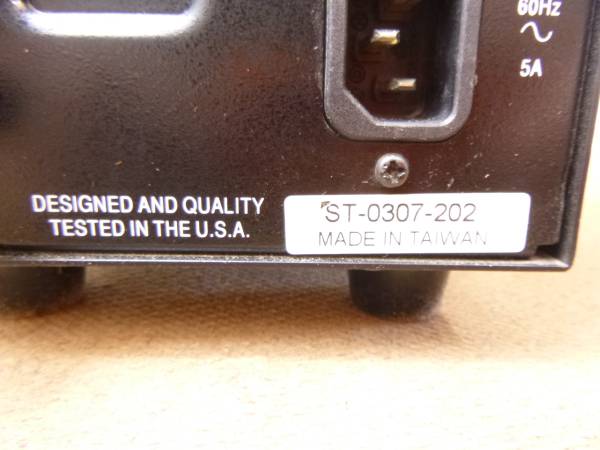 60Hz
~
5A
DESIGNED AND QUALITY
TESTED IN THE U.S.A.
ST-0307-202
MADE IN TAIWAN